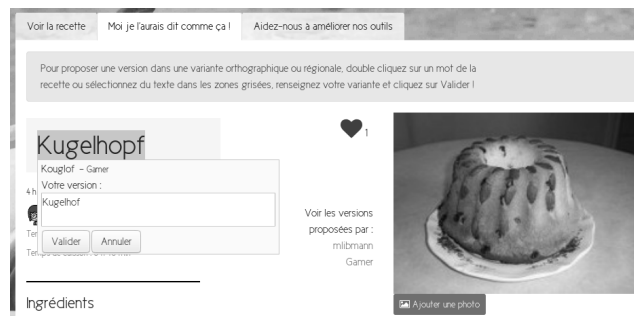 Voir la recette
Moi je l'aurais dit comme ça !
Aidez-nous à améliorer nos outils
Pour proposer une version dans une variante orthographique ou régionale, double cliquez sur un mot de la
recette ou sélectionnez du texte dans les zones grisées, renseignez votre variante et cliquez sur Valider !
Kugelhopf
1
Kouglof - Gamer
Votre version :
4 h
Kugelhof
Valider
Annuler
Voir les versions
proposées par :
mlibmann
Gamer
Ingrédients
Ajouter une photo